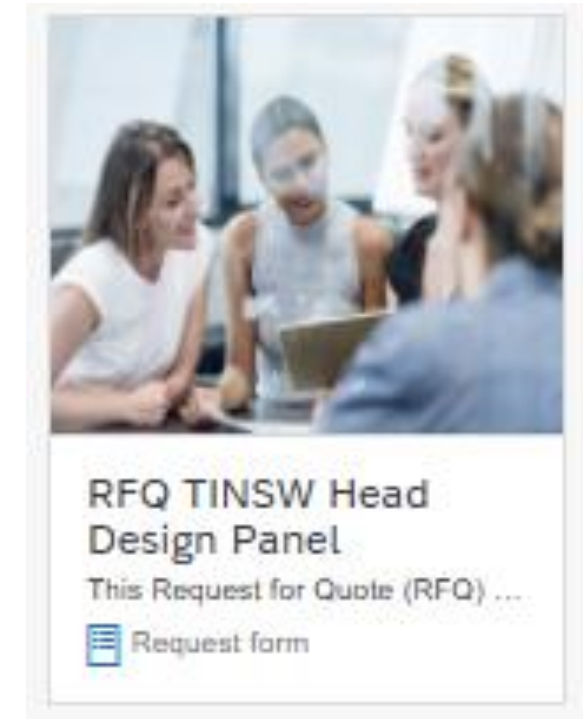 RFQ TINSW Head
Design Panel
This Request for Quote (RFQ) ...
Request form